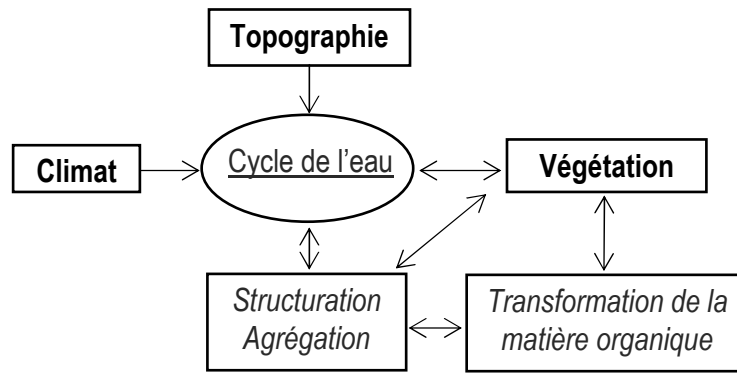 Topographie
Climat
Cycle de l’eau
Végétation
Structuration
Agrégation
Transformation de la
matière organique